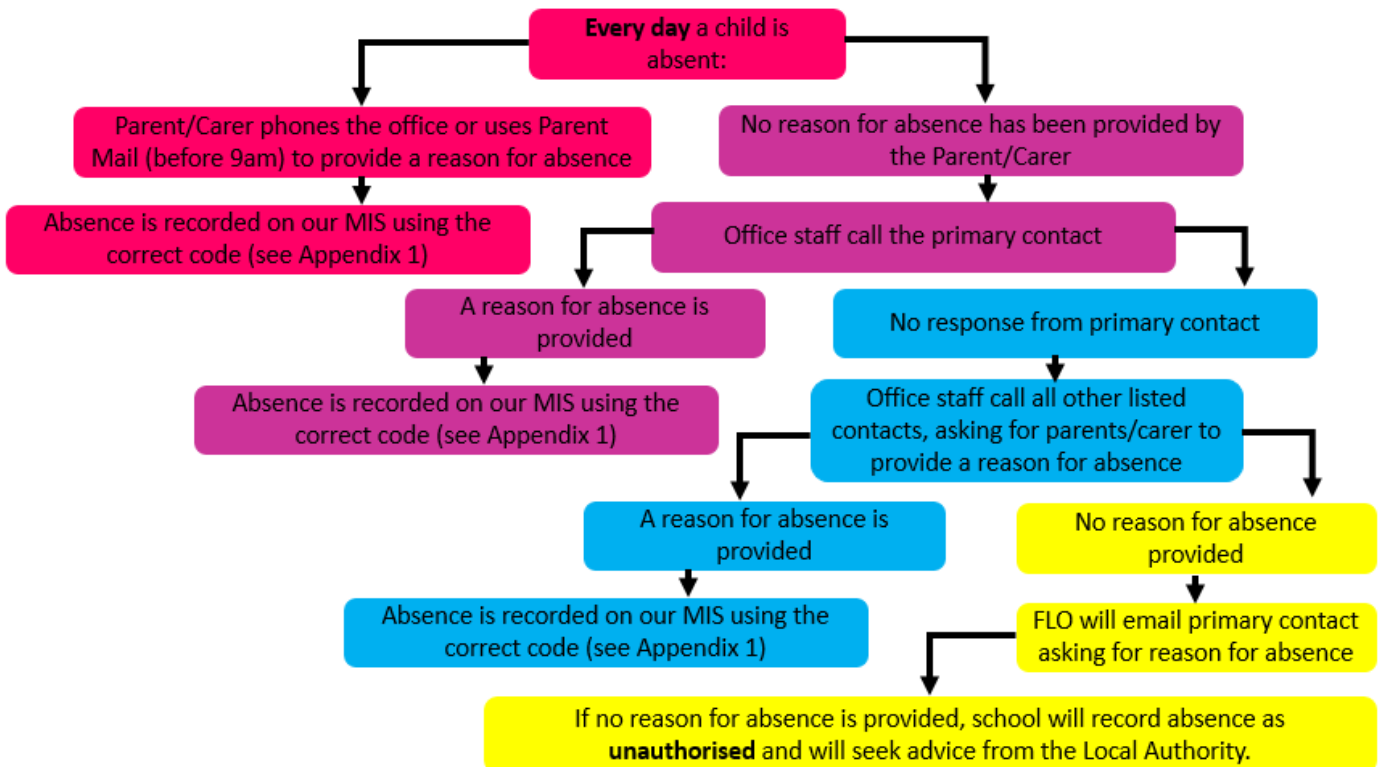 Every day a child is
absent:
Parent/Carer phones the office or uses Parent
Mail (before 9am) to provide a reason for absence
No reason for absence has been provided by
the Parent/Carer
Absence is recorded on our MIS using the
correct code (see Appendix 1)
Office staff call the primary contact
A reason for absence is
provided
No response from primary contact
Absence is recorded on our MIS using the
correct code (see Appendix 1)
Office staff call all other listed
contacts, asking for parents/carer to
provide a reason for absence
A reason for absence is
provided
No reason for absence
provided
Absence is recorded on our MIS using the
correct code (see Appendix 1)
FLO will email primary contact
asking for reason for absence
If no reason for absence is provided, school will record absence as
unauthorised and will seek advice from the Local Authority.